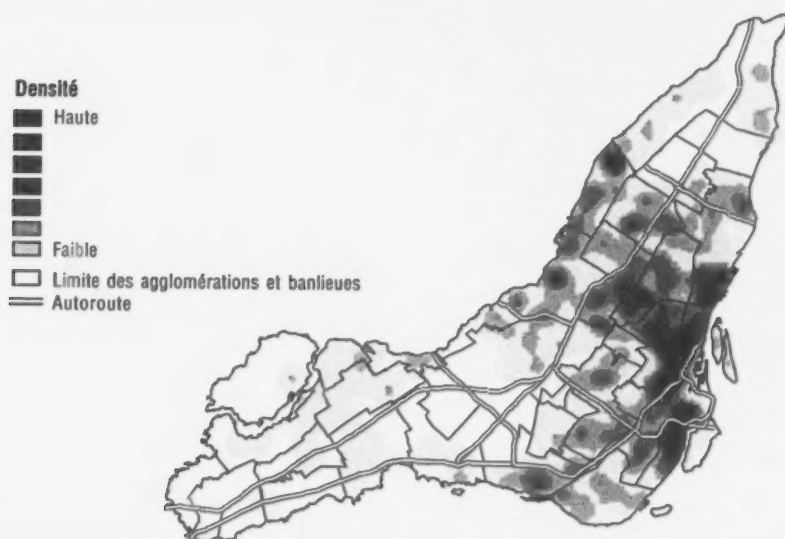 Densité
Haute
Faible
Limite des agglomérations et banlieues
Autoroute